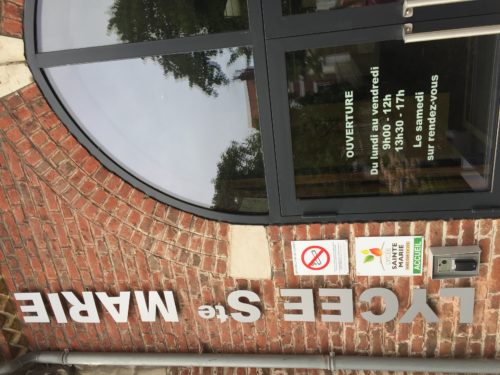 OUVERTURE
Du lundi au vendredi
9h00 - 12h
13h30 - 17h
Le samedi
sur rendez-vous
LYCEE
SAINTE
MARIE
ACCUEIL
LYCEE Ste MARIE